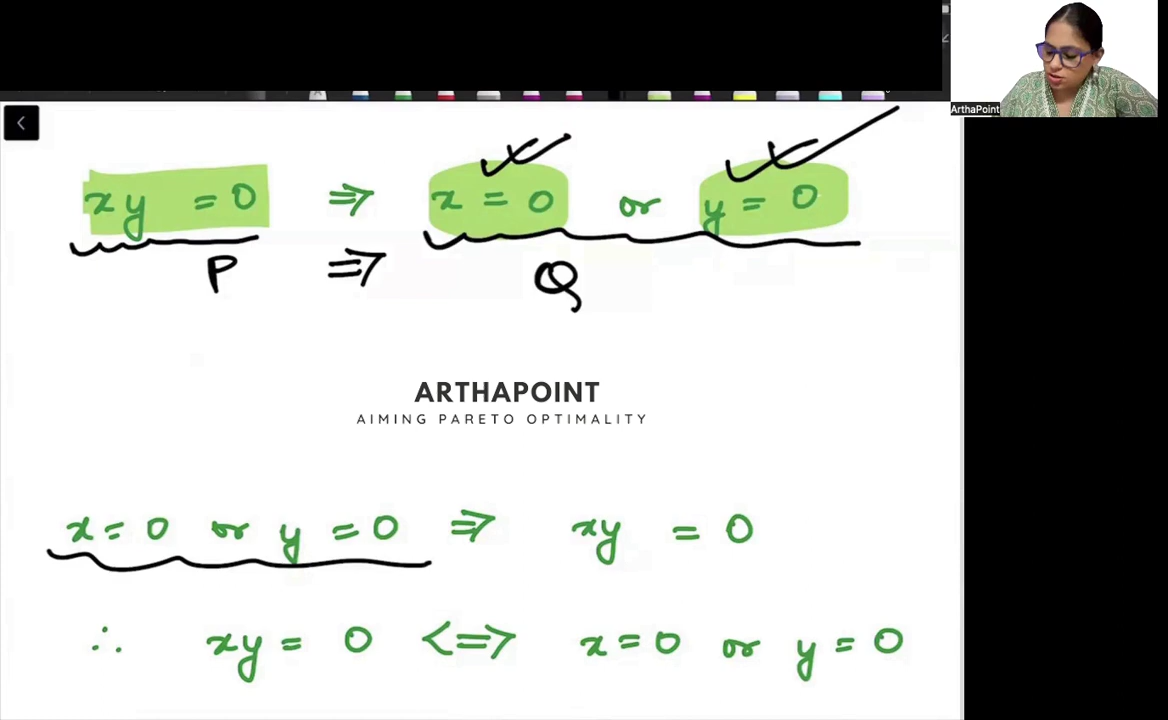 ArthaPoint
xy = 0 ⇒ x = 0 or y = 0
P ⇒ Q
ARTHAPOINT
AIMING PARETO OPTIMALITY
x = 0 or y = 0 ⇒ xy = 0
∴ xy = 0 <=> x = 0 or y = 0